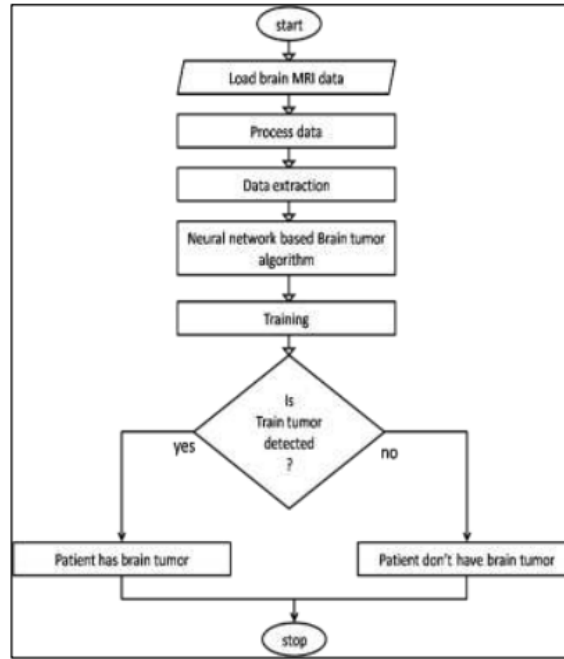 start
Load brain MRI data
Process data
Data extraction
Neural network based Brain tumor
algorithm
Training
Is
Train tumor
detected
?
yes
no
Patient has brain tumor
Patient don't have brain tumor
stop